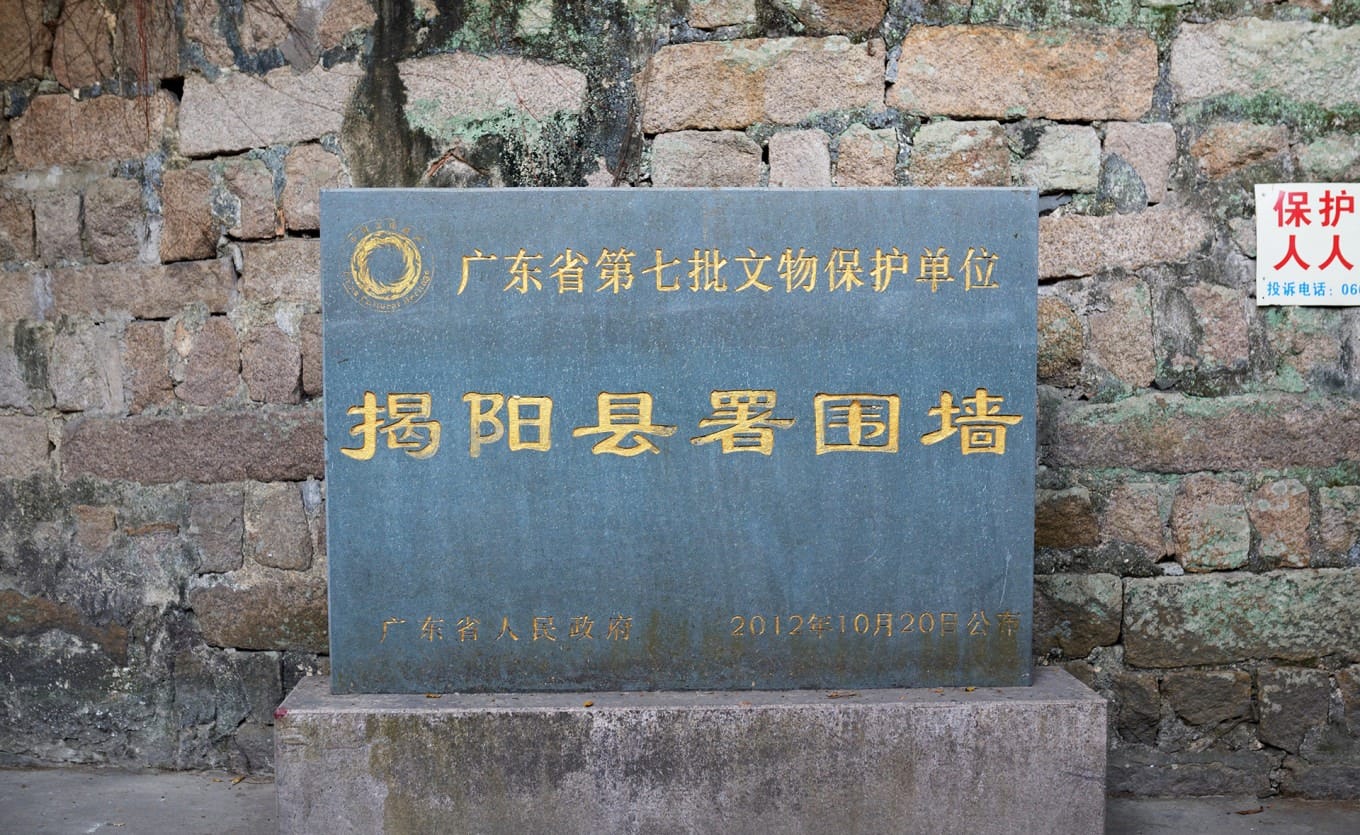 广东省第七批文物保护单位
揭阳县署围墙
广东省人民政府 2012年10月20日公布
保护
人人
投诉电话：06